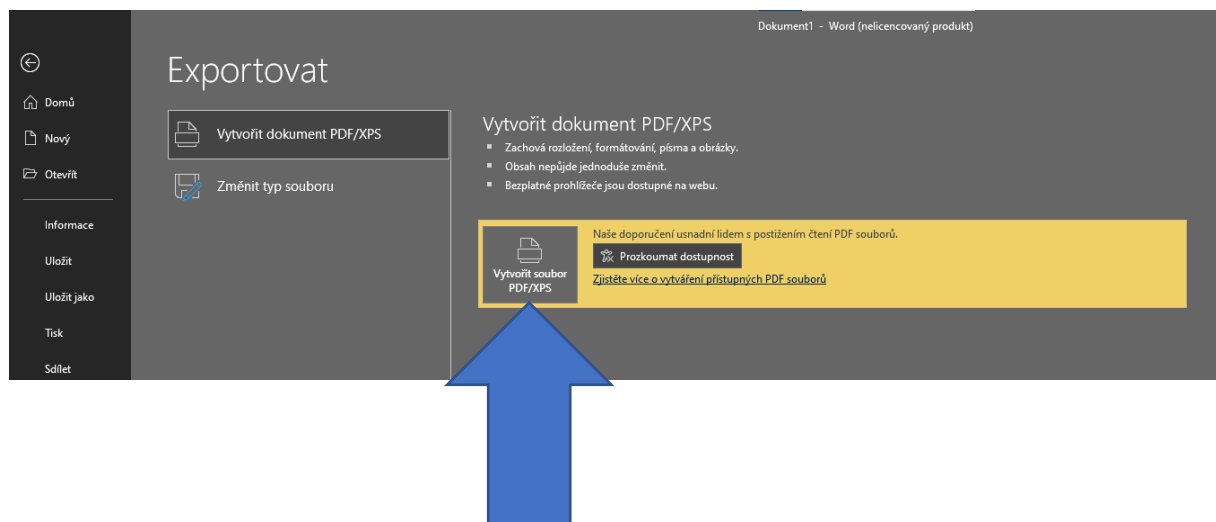 Dokument1 - Word (nelicencovaný produkt)
Exportovat
Domů
Nový
Otevřít
Informace
Uložit
Uložit jako
Tisk
Sdílet
Vytvořit dokument PDF/XPS
Změnit typ souboru
Vytvořit dokument PDF/XPS
Zachová rozložení, formátování, písma a obrázky.
Obsah nepůjde jednoduše změnit.
Bezplatné prohlížeče jsou dostupné na webu.
Vytvořit soubor
PDF/XPS
Naše doporučení usnadní lidem s postižením čtení PDF souborů.
Prozkoumat dostupnost
Zjistěte více o vytváření přístupných PDF souborů